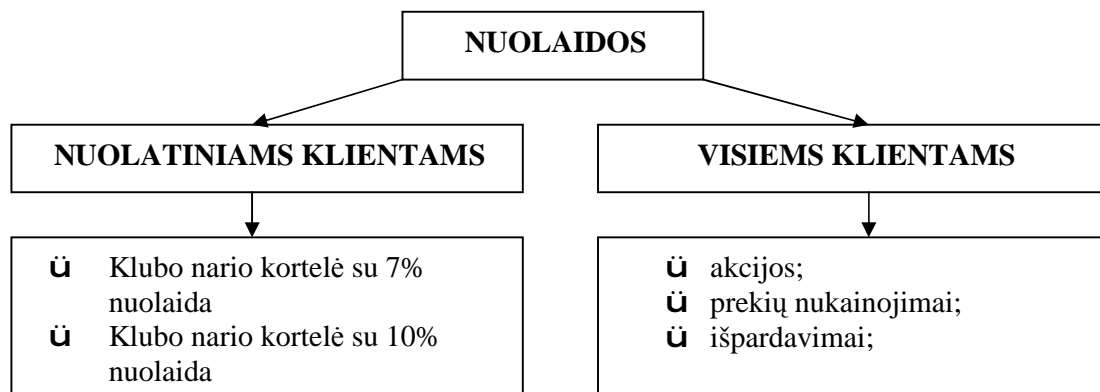 NUOLAIDOS
NUOLATINIAMS KLIENTAMS
VISIEMS KLIENTAMS
ü Klubo nario kortelė su 7%
nuolaida
ü Klubo nario kortelė su 10%
nuolaida
ü akcijos;
ü prekių nukainojimai;
ü išpardavimai;